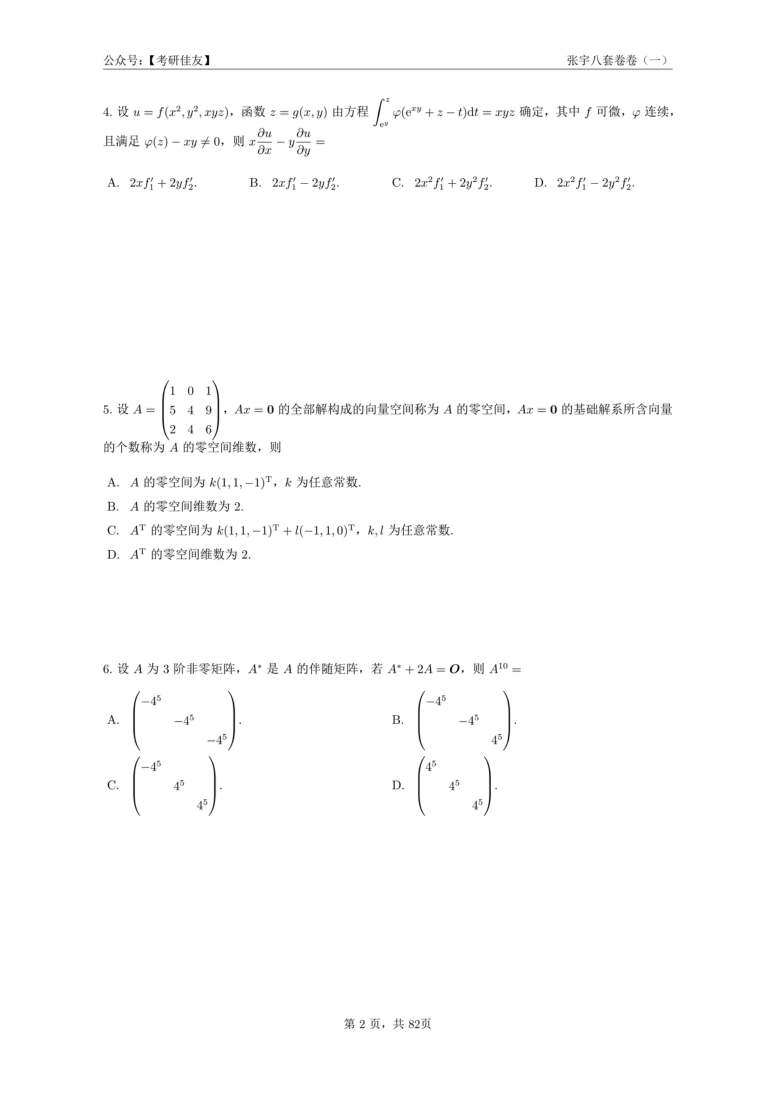 公众号：【考研佳友】 张宇八套卷卷（一）
4. 设 u = f(x², y², xyz)，函数 z = g(x, y) 由方程 ∫_{e^y}^{z} φ(e^{xy} + z − t)dt = xyz 确定，其中 f 可微，φ 连续，
且满足 φ(z) − xy ≠ 0，则 x ∂u/∂x − y ∂u/∂y =
A. 2xf′₁ + 2yf′₂. B. 2xf′₁ − 2yf′₂. C. 2x²f′₁ + 2y²f′₂. D. 2x²f′₁ − 2y²f′₂.
5. 设 A = (1 0 1; 5 4 9; 2 4 6)，Ax = 0 的全部解构成的向量空间称为 A 的零空间，Ax = 0 的基础解系所含向量
的个数称为 A 的零空间维数，则
A. A 的零空间为 k(1, 1, −1)ᵀ，k 为任意常数.
B. A 的零空间维数为 2.
C. Aᵀ 的零空间为 k(1, 1, −1)ᵀ + l(−1, 1, 0)ᵀ，k, l 为任意常数.
D. Aᵀ 的零空间维数为 2.
6. 设 A 为 3 阶非零矩阵，A* 是 A 的伴随矩阵，若 A* + 2A = O，则 A¹⁰ =
A. (−4⁵ −4⁵ −4⁵). B. (−4⁵ −4⁵ 4⁵).
C. (−4⁵ 4⁵ 4⁵). D. (4⁵ 4⁵ 4⁵).
第 2 页，共 82页